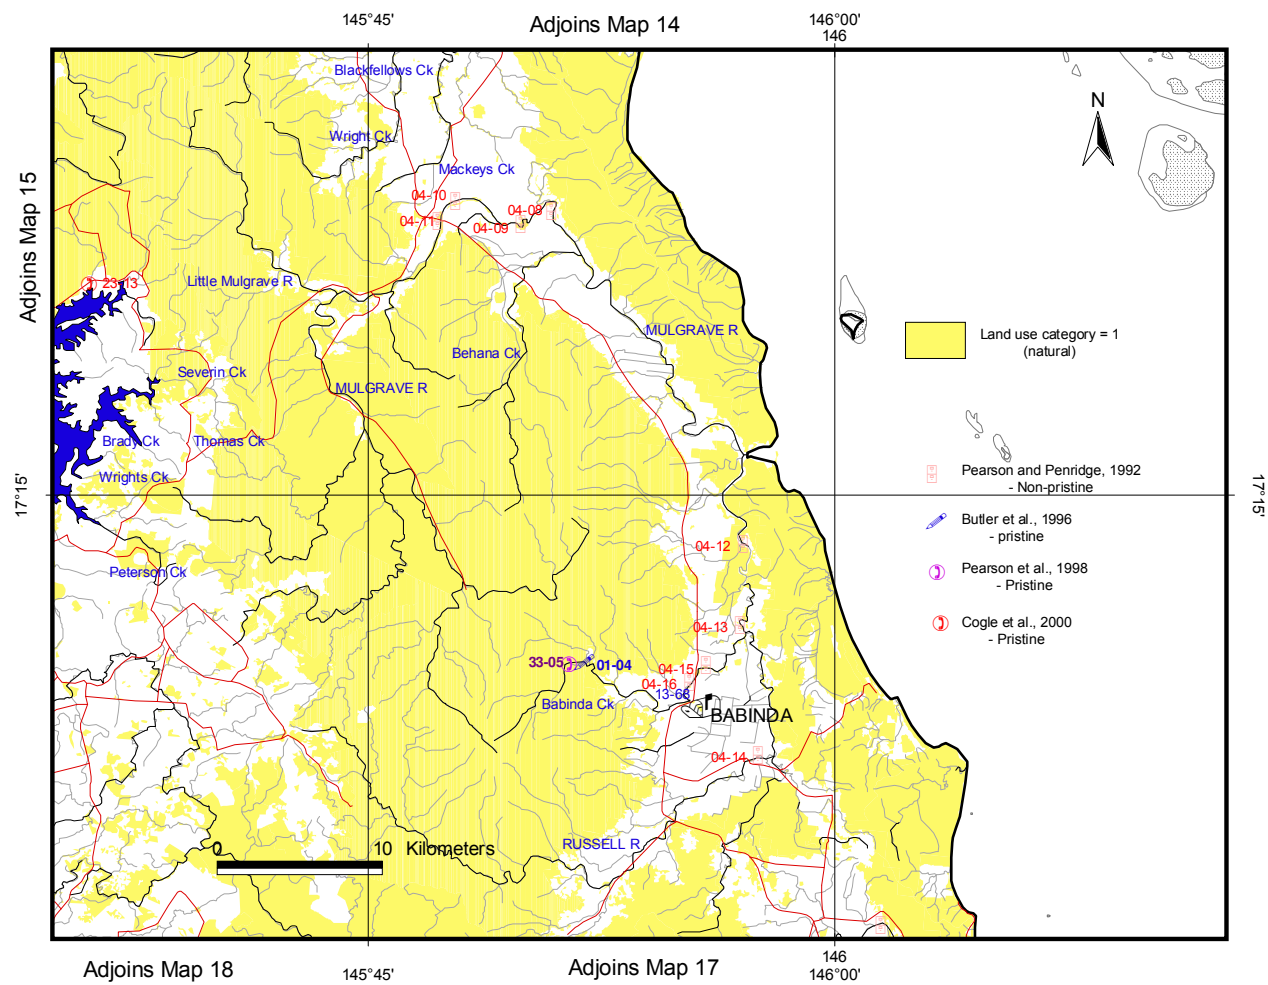 145°45'
Adjoins Map 14
146°00'
146
Blackfellows Ck
N
Wright Ck
Mackeys Ck
Adjoins Map 15
04-10
04-08
04-11
04-09
23-13
Little Mulgrave R
MULGRAVE R
Land use category = 1
(natural)
Behana Ck
Severin Ck
MULGRAVE R
Brady Ck
Thomas Ck
Wrights Ck
Pearson and Penridge, 1992
- Non-pristine
17°15'
17°15'
Butler et al., 1996
- pristine
04-12
Peterson Ck
Pearson et al., 1998
- Pristine
04-13
Cogle et al., 2000
- Pristine
33-05
01-04
04-15
04-16
13-68
Babinda Ck
BABINDA
04-14
RUSSELL R
0
10 Kilometers
Adjoins Map 18
145°45'
Adjoins Map 17
146°00'